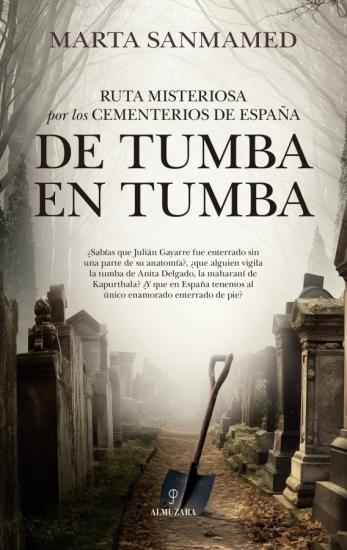 MARTA SANMAMED
RUTA MISTERIOSA
por los CEMENTERIOS DE ESPAÑA
DE TUMBA
EN TUMBA
¿Sabías que Julián Gayarre fue enterrado sin
una parte de su anatomía?, ¿que alguien vigila
la tumba de Anita Delgado, la maharaní de
Kapurthala? ¿Y que en España tenemos al
único enamorado enterrado de pie?
ALMUZARA